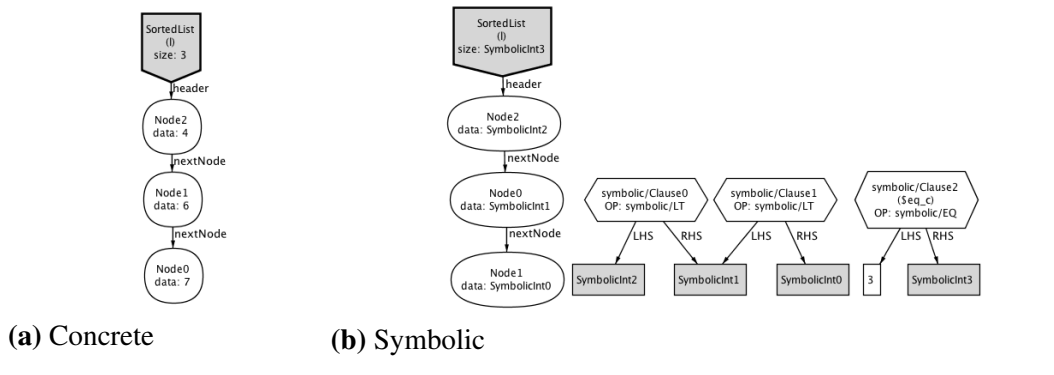 SortedList
(l)
size: 3
header
Node2
data: 4
nextNode
Node1
data: 6
nextNode
Node0
data: 7
(a) Concrete
SortedList
(l)
size: SymbolicInt3
header
Node2
data: SymbolicInt2
nextNode
Node0
data: SymbolicInt1
nextNode
Node1
data: SymbolicInt0
symbolic/Clause0
OP: symbolic/LT
LHS
RHS
symbolic/Clause1
OP: symbolic/LT
LHS
RHS
symbolic/Clause2
($eq_c)
OP: symbolic/EQ
LHS
RHS
SymbolicInt2
SymbolicInt1
SymbolicInt0
3
SymbolicInt3
(b) Symbolic